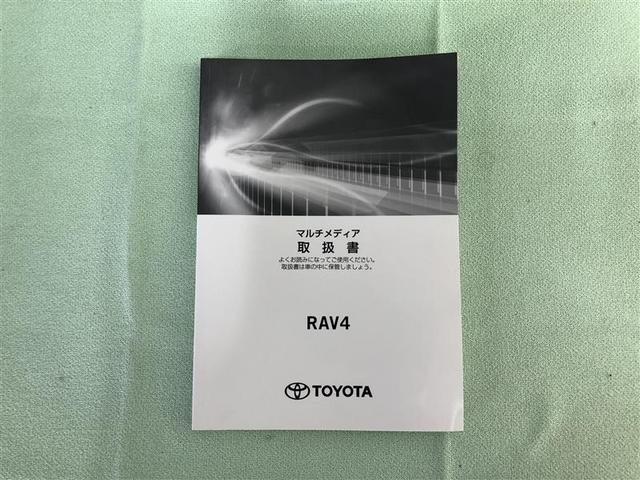 マルチメディア
取扱書
よくお読みになってご使用ください。
取扱書は車の中に保管しましょう。
RAV4
TOYOTA